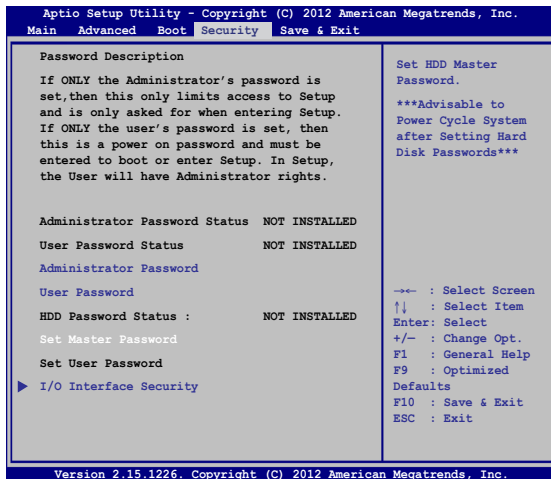 Aptio Setup Utility - Copyright (C) 2012 American Megatrends, Inc.
Main Advanced Boot Security Save & Exit
Password Description
If ONLY the Administrator's password is
set,then this only limits access to Setup
and is only asked for when entering Setup.
If ONLY the user's password is set, then
this is a power on password and must be
entered to boot or enter Setup. In Setup,
the User will have Administrator rights.
Administrator Password Status NOT INSTALLED
User Password Status NOT INSTALLED
Administrator Password
User Password
HDD Password Status : NOT INSTALLED
Set Master Password
Set User Password
I/O Interface Security
Set HDD Master
Password.
***Advisable to
Power Cycle System
after Setting Hard
Disk Passwords***
→← : Select Screen
↑↓ : Select Item
Enter: Select
+/— : Change Opt.
F1 : General Help
F9 : Optimized
Defaults
F10 : Save & Exit
ESC : Exit
Version 2.15.1226. Copyright (C) 2012 American Megatrends, Inc.